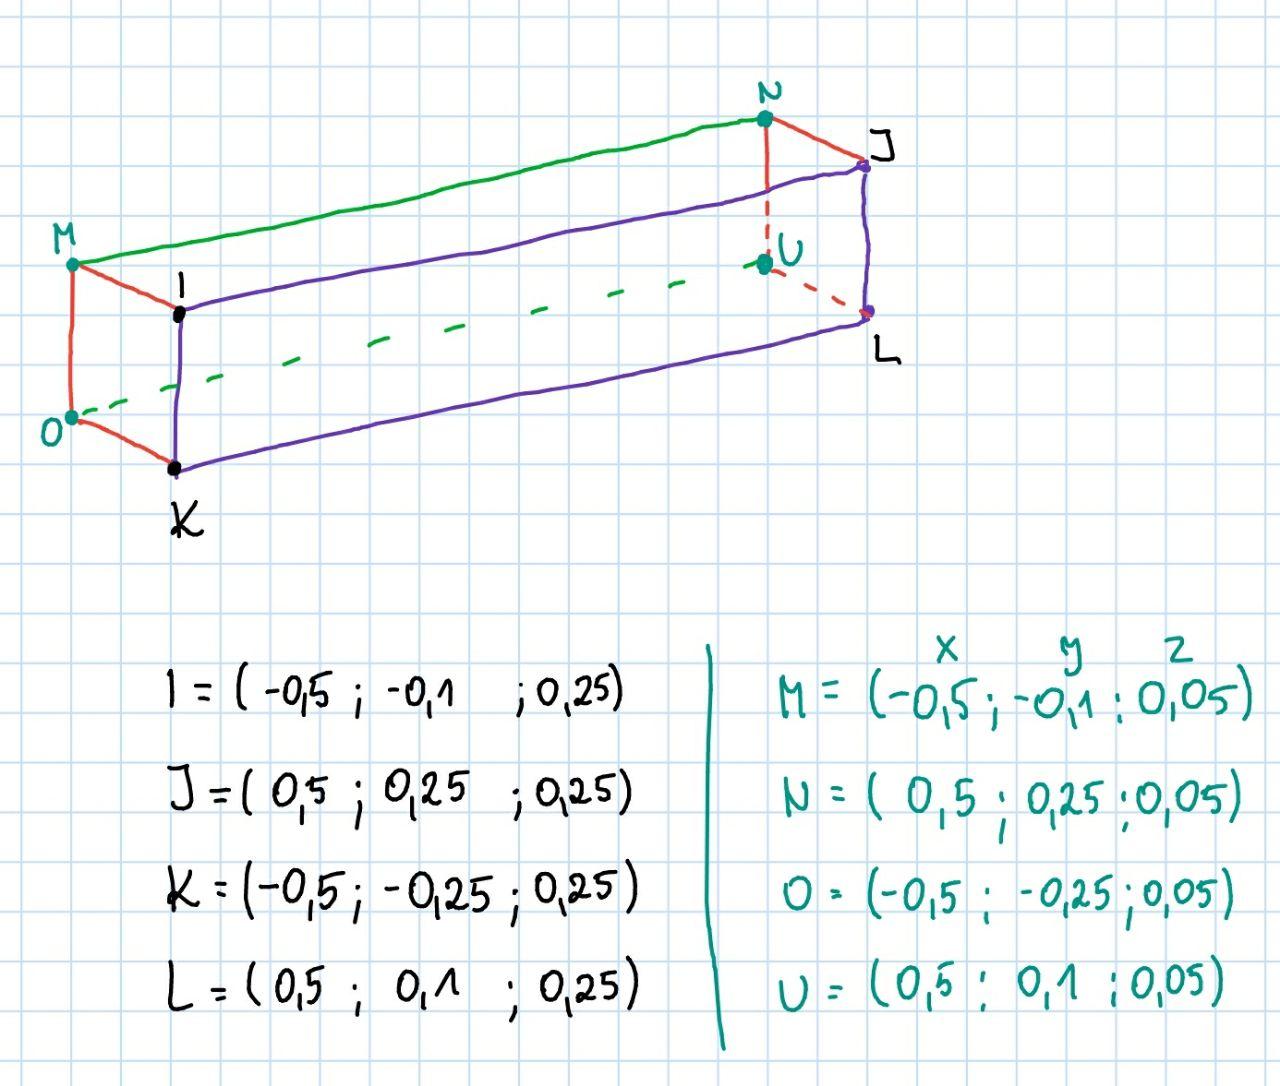 N
J
M
I
U
O
L
K
I = (-0,5 ; -0,1 ; 0,25)
J = (0,5 ; 0,25 ; 0,25)
K = (-0,5 ; -0,25 ; 0,25)
L = (0,5 ; 0,1 ; 0,25)
x y z
M = (-0,5 ; -0,1 ; 0,05)
N = (0,5 ; 0,25 ; 0,05)
O = (-0,5 ; -0,25 ; 0,05)
U = (0,5 ; 0,1 ; 0,05)